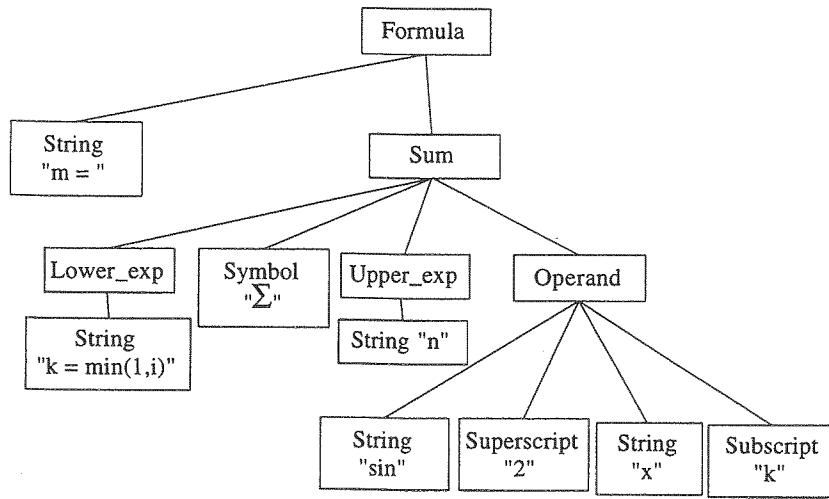 Formula
String
"m = "
Sum
Lower_exp
Symbol
"Σ"
Upper_exp
Operand
String
"k = min(1,i)"
String "n"
String
"sin"
Superscript
"2"
String
"x"
Subscript
"k"